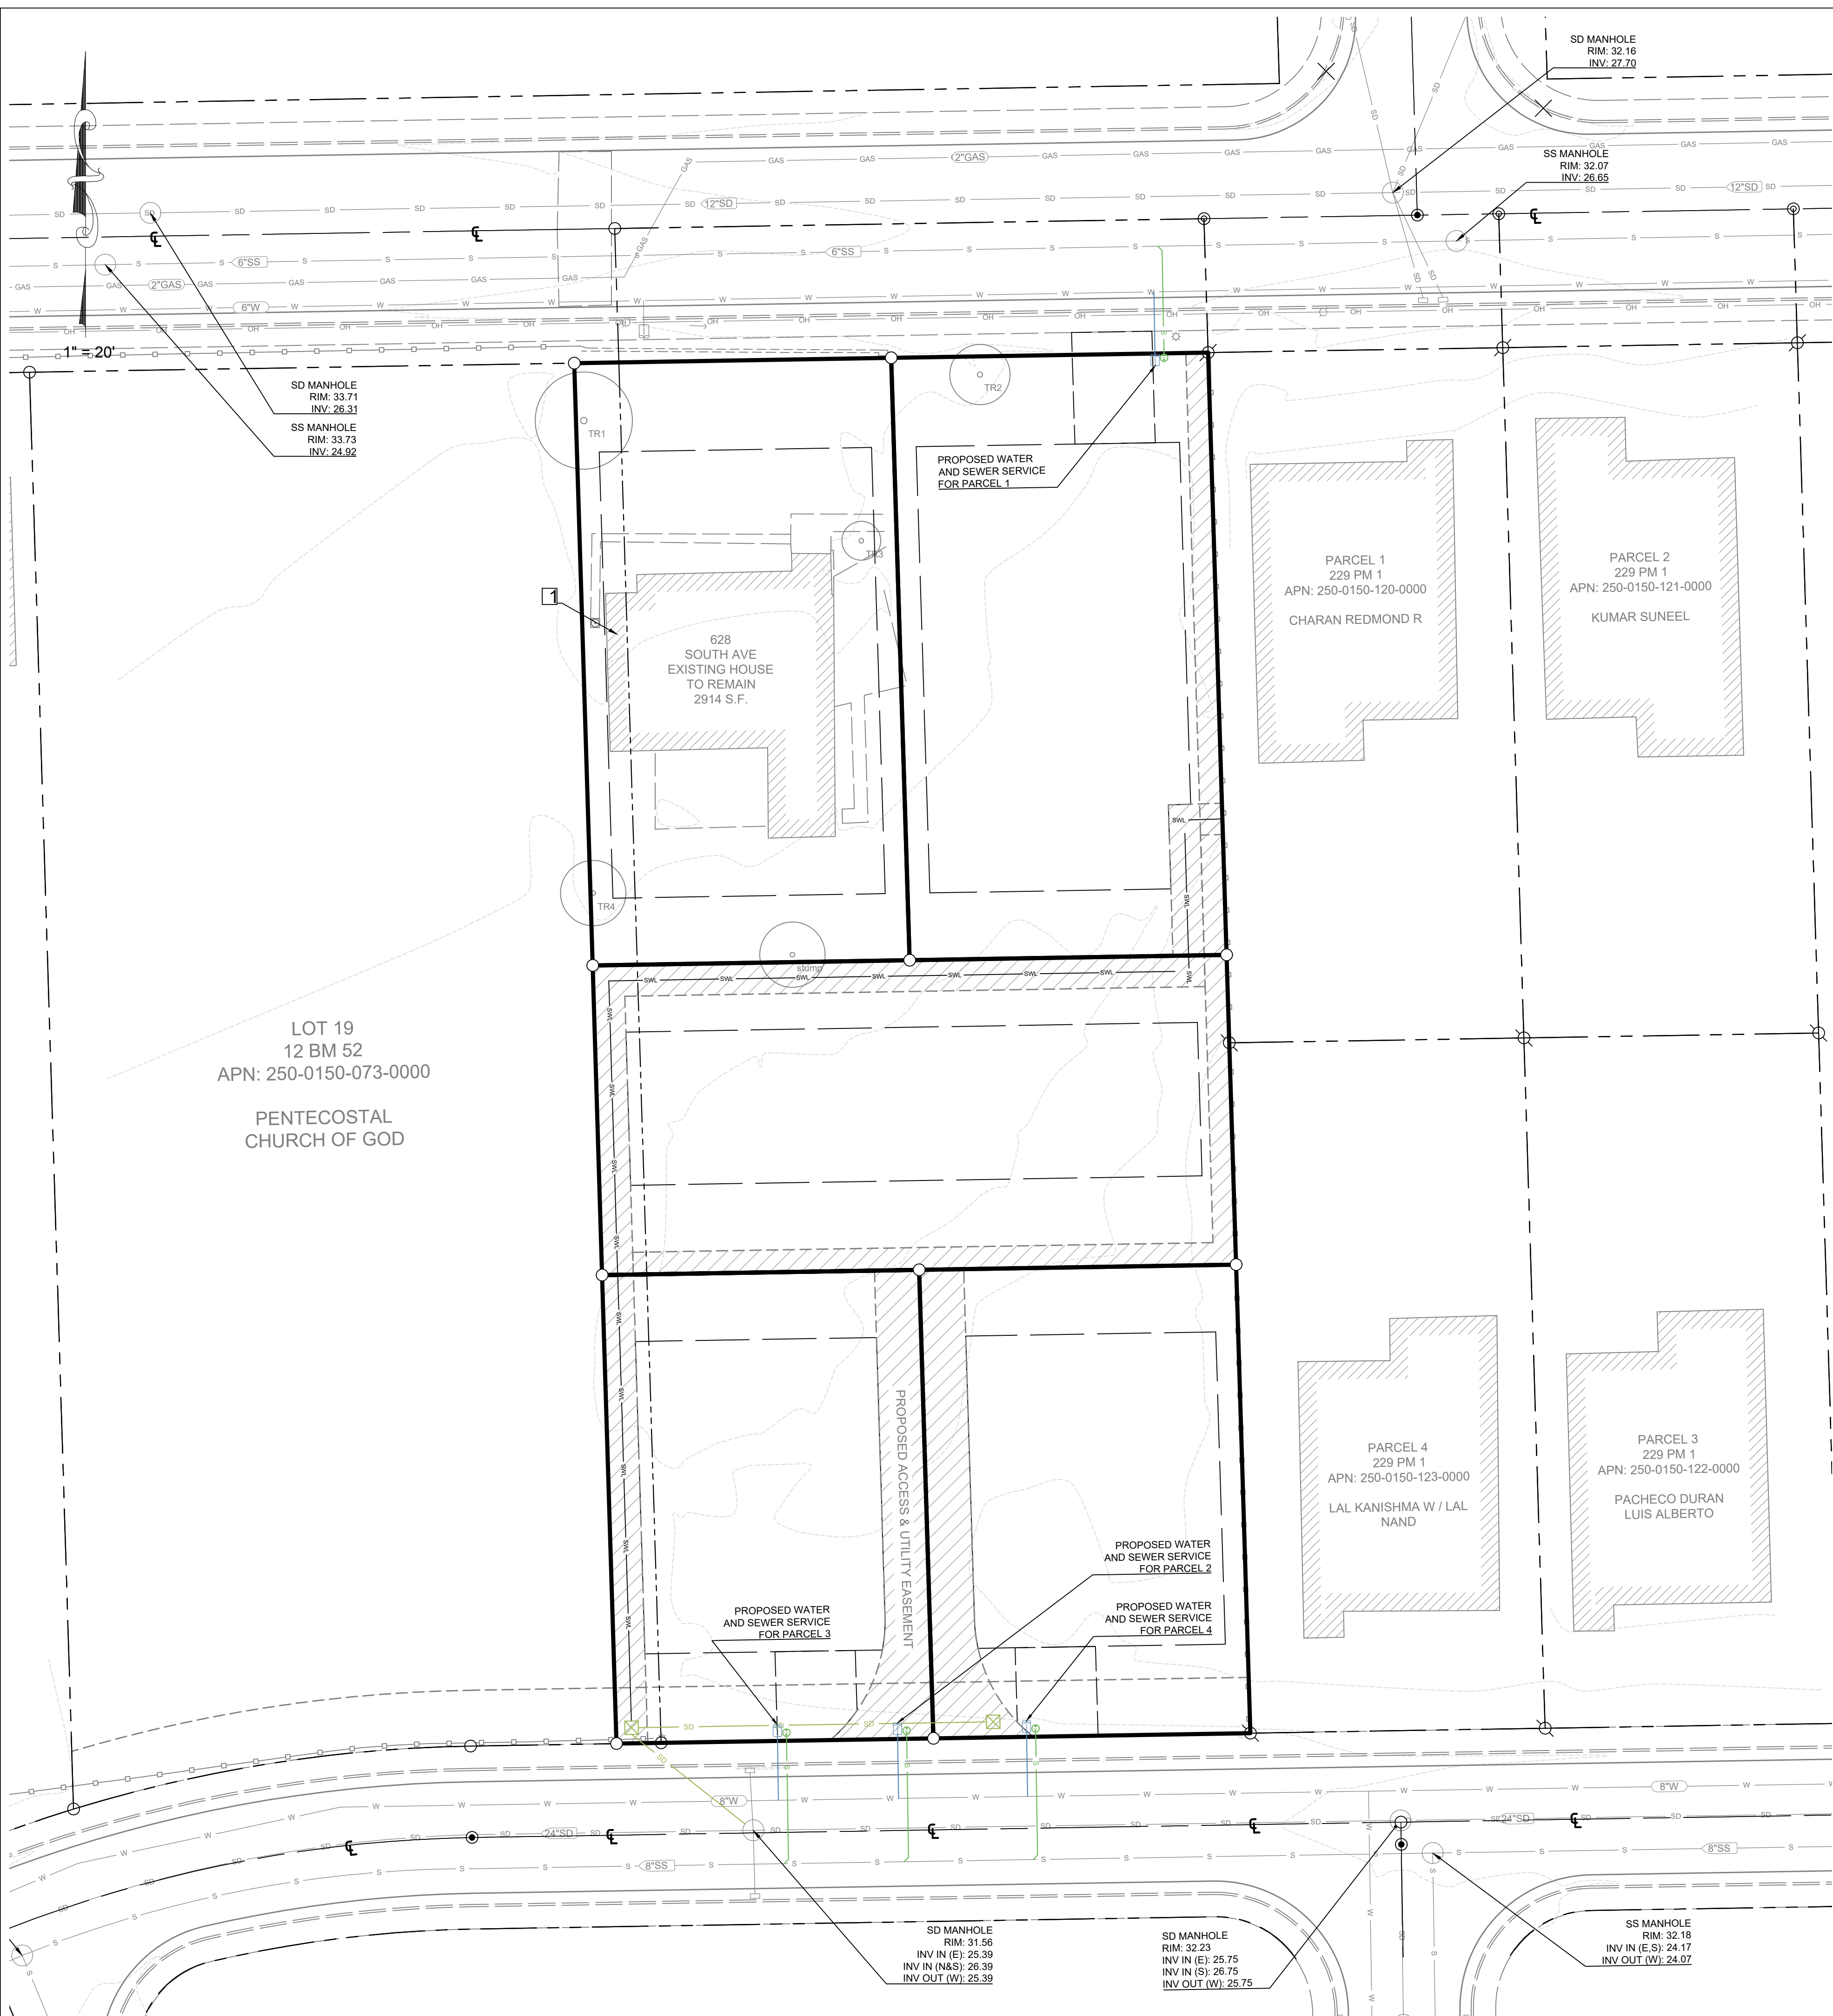 SD MANHOLE
RIM: 32.16
INV: 27.70
SS MANHOLE
RIM: 32.07
INV: 26.65
2"GAS
12"SD
12"SD
6"SS
6"SS
2"GAS
6"W
1" = 20'
SD MANHOLE
RIM: 33.71
INV: 26.31
SS MANHOLE
RIM: 33.73
INV: 24.92
TR1
TR2
TR3
TR4
stump
PROPOSED WATER
AND SEWER SERVICE
FOR PARCEL 1
1
628
SOUTH AVE
EXISTING HOUSE
TO REMAIN
2914 S.F.
PARCEL 1
229 PM 1
APN: 250-0150-120-0000
CHARAN REDMOND R
PARCEL 2
229 PM 1
APN: 250-0150-121-0000
KUMAR SUNEEL
LOT 19
12 BM 52
APN: 250-0150-073-0000
PENTECOSTAL
CHURCH OF GOD
PROPOSED ACCESS & UTILITY EASEMENT
PARCEL 4
229 PM 1
APN: 250-0150-123-0000
LAL KANISHMA W / LAL
NAND
PARCEL 3
229 PM 1
APN: 250-0150-122-0000
PACHECO DURAN
LUIS ALBERTO
PROPOSED WATER
AND SEWER SERVICE
FOR PARCEL 2
PROPOSED WATER
AND SEWER SERVICE
FOR PARCEL 3
PROPOSED WATER
AND SEWER SERVICE
FOR PARCEL 4
8"W
8"W
24"SD
24"SD
8"SS
8"SS
SD MANHOLE
RIM: 31.56
INV IN (E): 25.39
INV IN (N&S): 26.39
INV OUT (W): 25.39
SD MANHOLE
RIM: 32.23
INV IN (E): 25.75
INV IN (S): 26.75
INV OUT (W): 25.75
SS MANHOLE
RIM: 32.18
INV IN (E,S): 24.17
INV OUT (W): 24.07